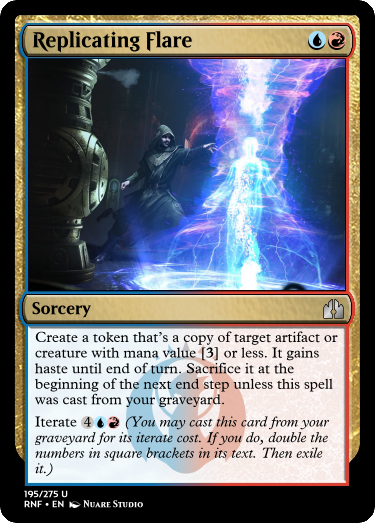 Replicating Flare
Sorcery
Create a token that's a copy of target artifact or
creature with mana value [3] or less. It gains
haste until end of turn. Sacrifice it at the
beginning of the next end step unless this spell
was cast from your graveyard.
Iterate 4 (You may cast this card from your
graveyard for its iterate cost. If you do, double the
numbers in square brackets in its text. Then exile
it.)
195/275 U
RNF • EN Nuare Studio